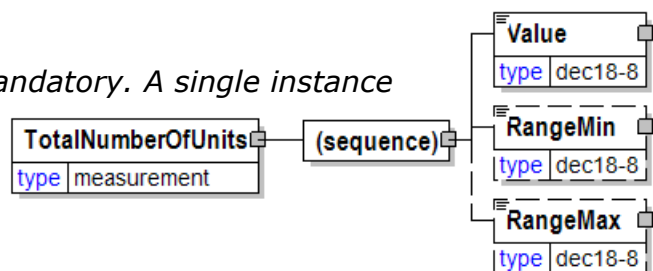 Value
type dec18-8
andatory. A single instance
TotalNumberOfUnits
type measurement
(sequence)
RangeMin
type dec18-8
RangeMax
type dec18-8